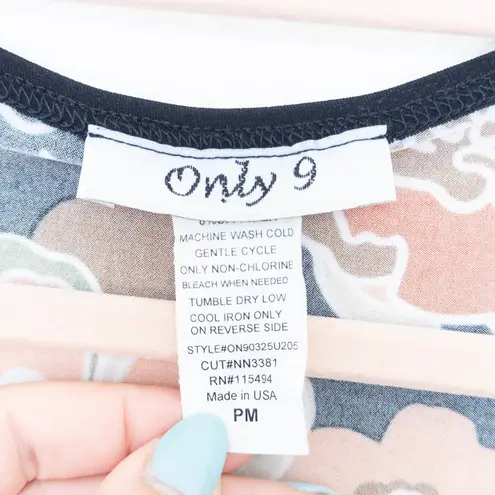 Only 9
MACHINE WASH COLD
GENTLE CYCLE
ONLY NON-CHLORINE
BLEACH WHEN NEEDED
TUMBLE DRY LOW
COOL IRON ONLY
ON REVERSE SIDE
STYLE#ON90325U205
CUT#NN3381
RN#115494
Made in USA
PM